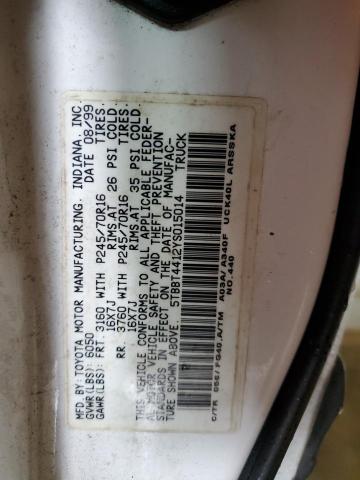 MFD. BY: TOYOTA MOTOR MANUFACTURING, INDIANA, INC.
GVWR(LBS): 6050 DATE 08/99
GAWR(LBS): FR: 3160 WITH P245/70R16 TIRES.
16X7J RIMS.AT 26 PSI COLD.
RR. 3760 WITH P245/70R16 TIRES.
16X7J RIMS.AT 35 PSI COLD.
THIS VEHICLE CONFORMS TO ALL APPLICABLE FEDER-
AL MOTOR VEHICLE SAFETY AND THEFT PREVENTION
STANDARDS IN EFFECT ON THE DATE OF MANUFAC-
TURE SHOWN ABOVE.
5TBBT4412YS015014 TRUCK
C/TR 056/FG40,A/TM A03A/A340F UCK40L ARSSKA
NO.440